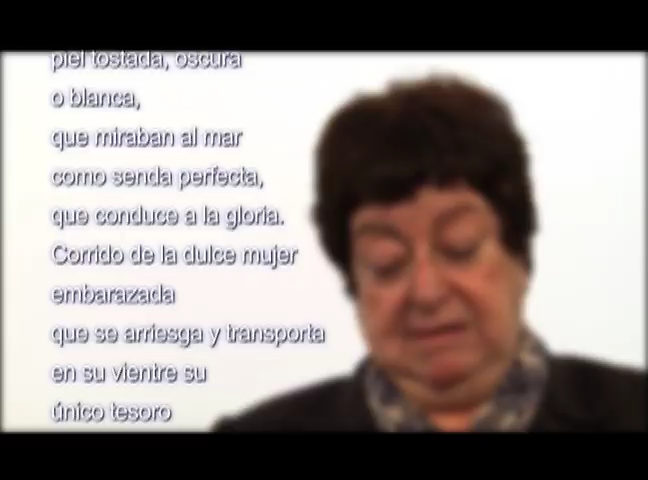 piel tostada, oscura
o blanca,
que miraban al mar
como senda perfecta,
que conduce a la gloria.
Corrido de la dulce mujer
embarazada
que se arriesga y transporta
en su vientre su
único tesoro